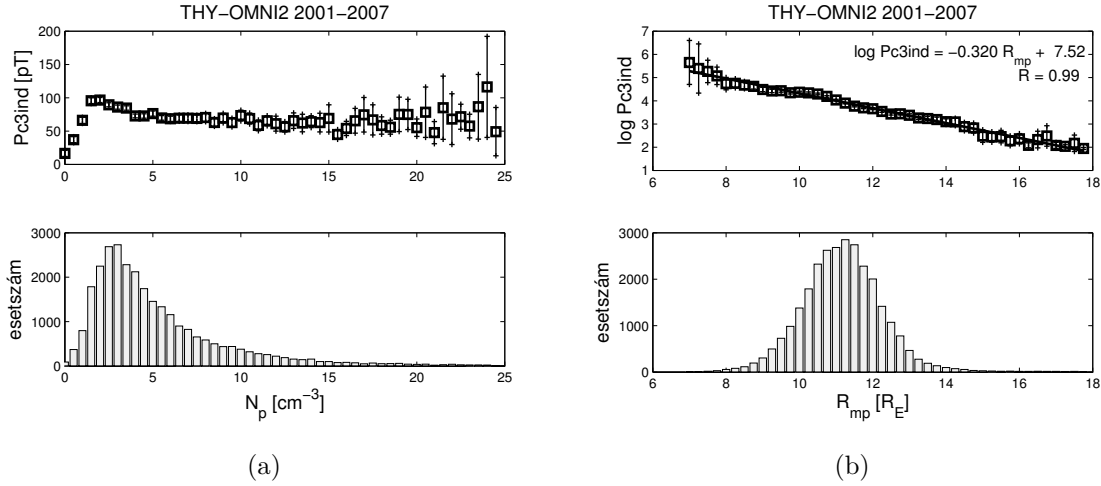 THY−OMNI2 2001−2007
Pc3ind [pT]
200
150
100
50
0
0 5 10 15 20 25
esetszám
3000
2000
1000
0
0 5 10 15 20 25
N_p [cm^−3]
(a)
THY−OMNI2 2001−2007
log Pc3ind
7
6
5
4
3
2
1
log Pc3ind = −0.320 R_mp + 7.52
R = 0.99
6 8 10 12 14 16 18
esetszám
3000
2000
1000
0
6 8 10 12 14 16 18
R_mp [R_E]
(b)